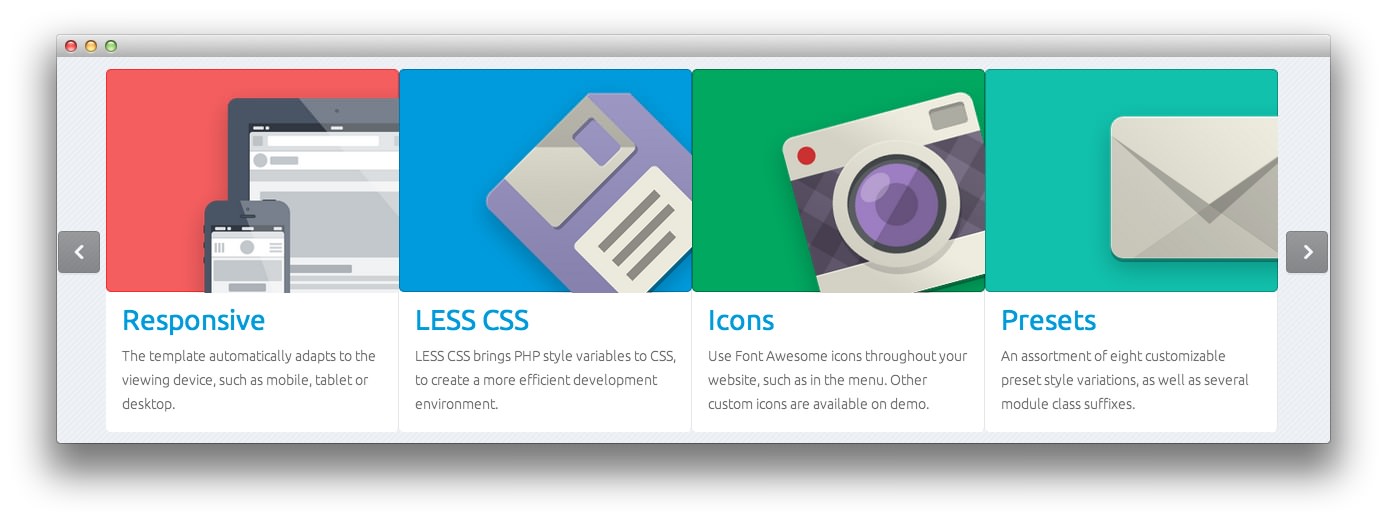 Responsive
The template automatically adapts to the
viewing device, such as mobile, tablet or
desktop.
LESS CSS
LESS CSS brings PHP style variables to CSS,
to create a more efficient development
environment.
Icons
Use Font Awesome icons throughout your
website, such as in the menu. Other
custom icons are available on demo.
Presets
An assortment of eight customizable
preset style variations, as well as several
module class suffixes.